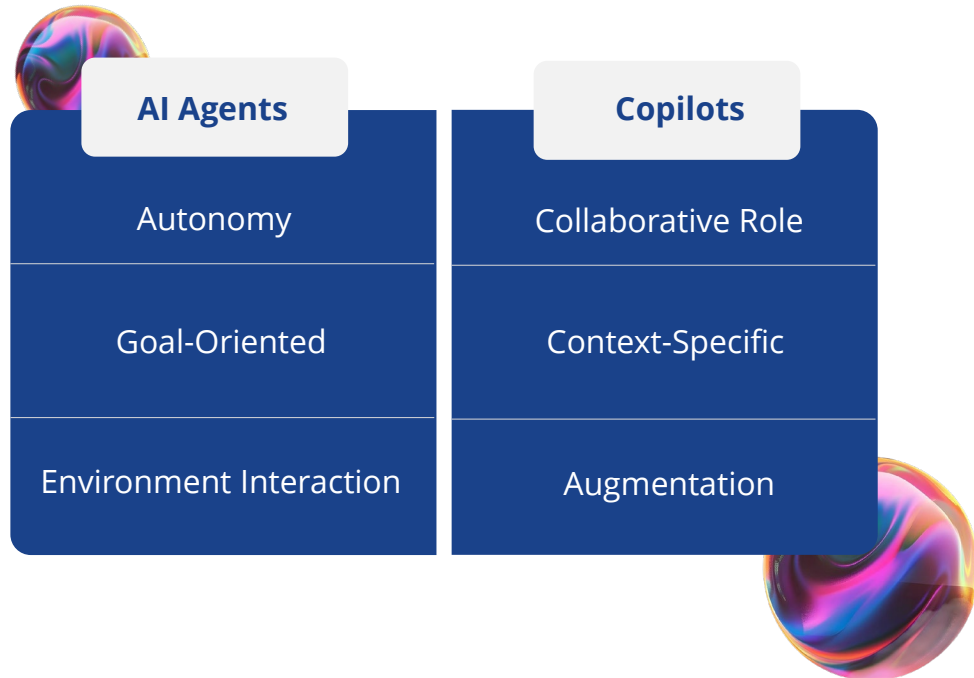 AI Agents
Copilots
Autonomy
Collaborative Role
Goal-Oriented
Context-Specific
Environment Interaction
Augmentation